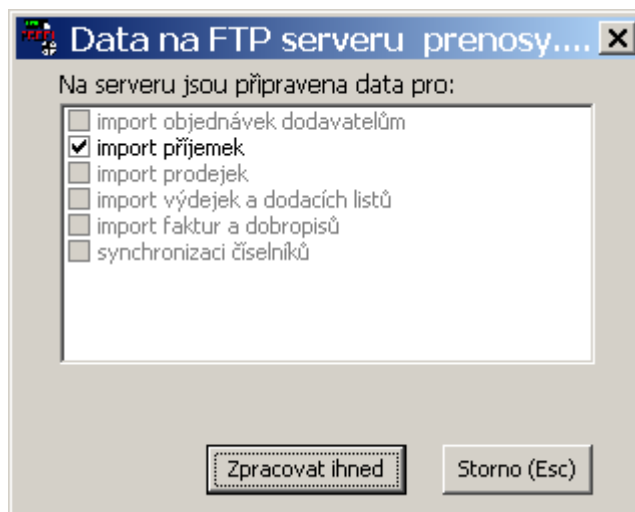 Data na FTP serveru prenosy....
Na serveru jsou připravena data pro:
import objednávek dodavatelům
import příjemek
import prodejek
import výdejek a dodacích listů
import faktur a dobropisů
synchronizaci číselníků
Zpracovat ihned
Storno (Esc)